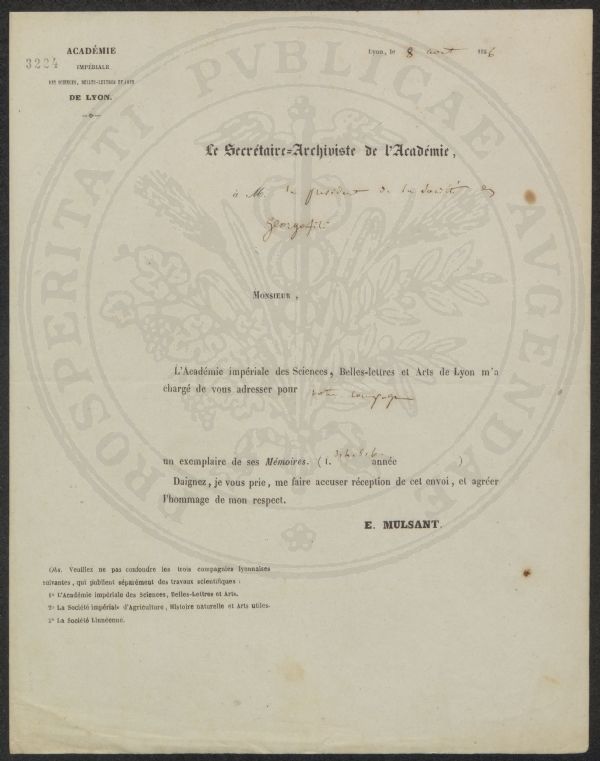 ACADÉMIE
3224
IMPÉRIALE
DES SCIENCES, BELLES-LETTRES ET ARTS
DE LYON.
Lyon, le 8 août 1856
Le Secrétaire-Archiviste de l'Académie,
à M. le président de la Société des
Georgofili
MONSIEUR,
L'Académie impériale des Sciences, Belles-lettres et Arts de Lyon m'a
chargé de vous adresser pour votre compagnie
un exemplaire de ses Mémoires. (t. 3. 4. 5. 6. année )
Daignez, je vous prie, me faire accuser réception de cet envoi, et agréer
l'hommage de mon respect.
E. MULSANT.
Obs. Veuillez ne pas confondre les trois compagnies lyonnaises
suivantes, qui publient séparément des travaux scientifiques :
1° L'Académie impériale des Sciences, Belles-Lettres et Arts.
2° La Société impériale d'Agriculture, Histoire naturelle et Arts utiles.
3° La Société Linnéenne.
PROSPERITATI PVBLICAE AVGENDAE